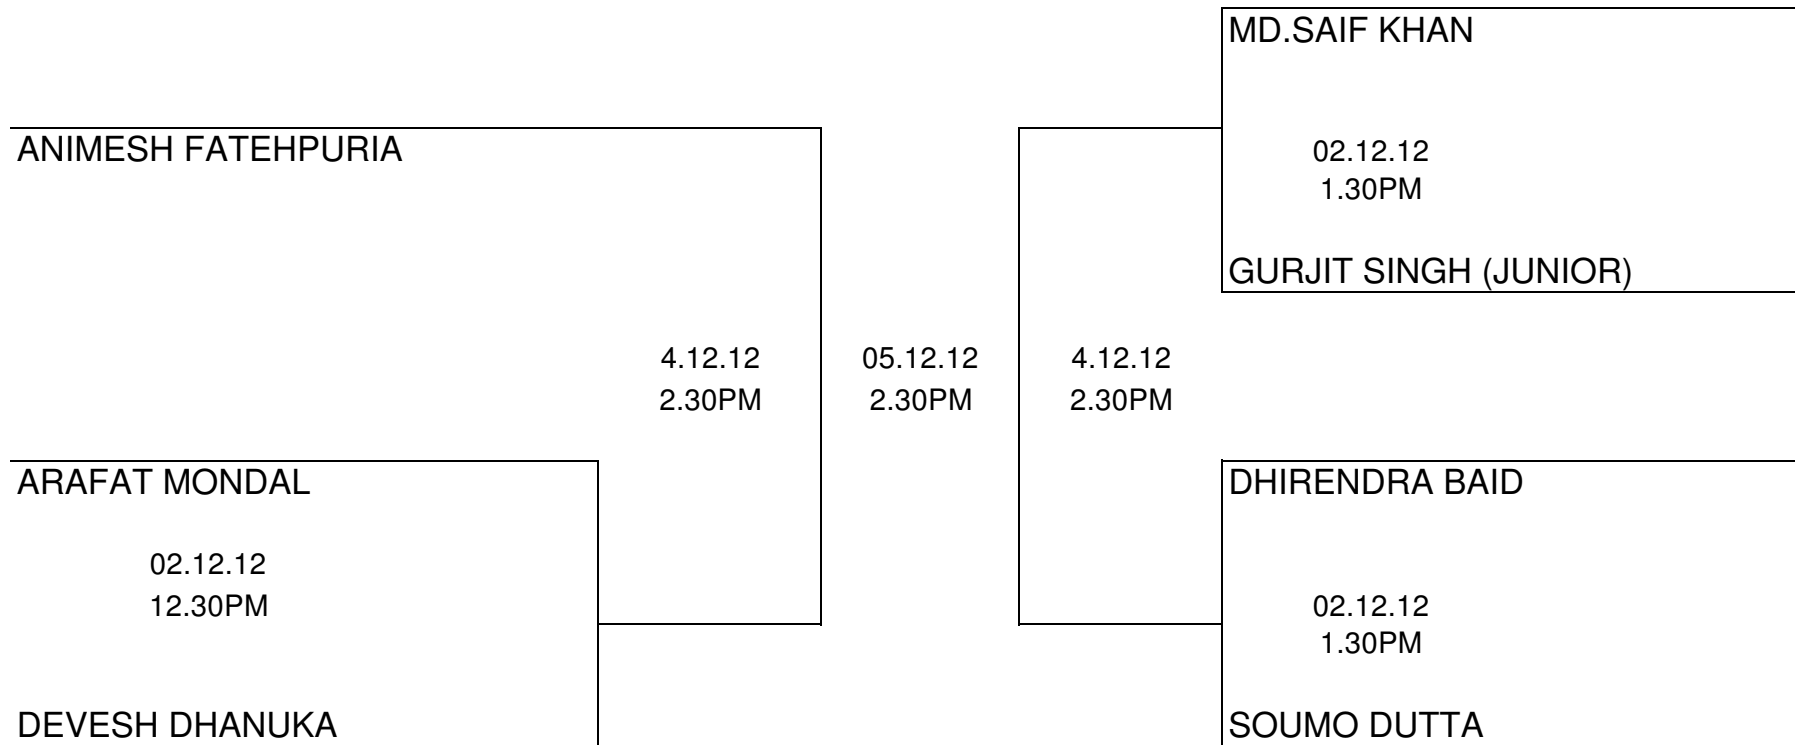 MD.SAIF KHAN
ANIMESH FATEHPURIA
02.12.12
1.30PM
GURJIT SINGH (JUNIOR)
4.12.12
2.30PM
05.12.12
2.30PM
4.12.12
2.30PM
ARAFAT MONDAL
02.12.12
12.30PM
DEVESH DHANUKA
DHIRENDRA BAID
02.12.12
1.30PM
SOUMO DUTTA